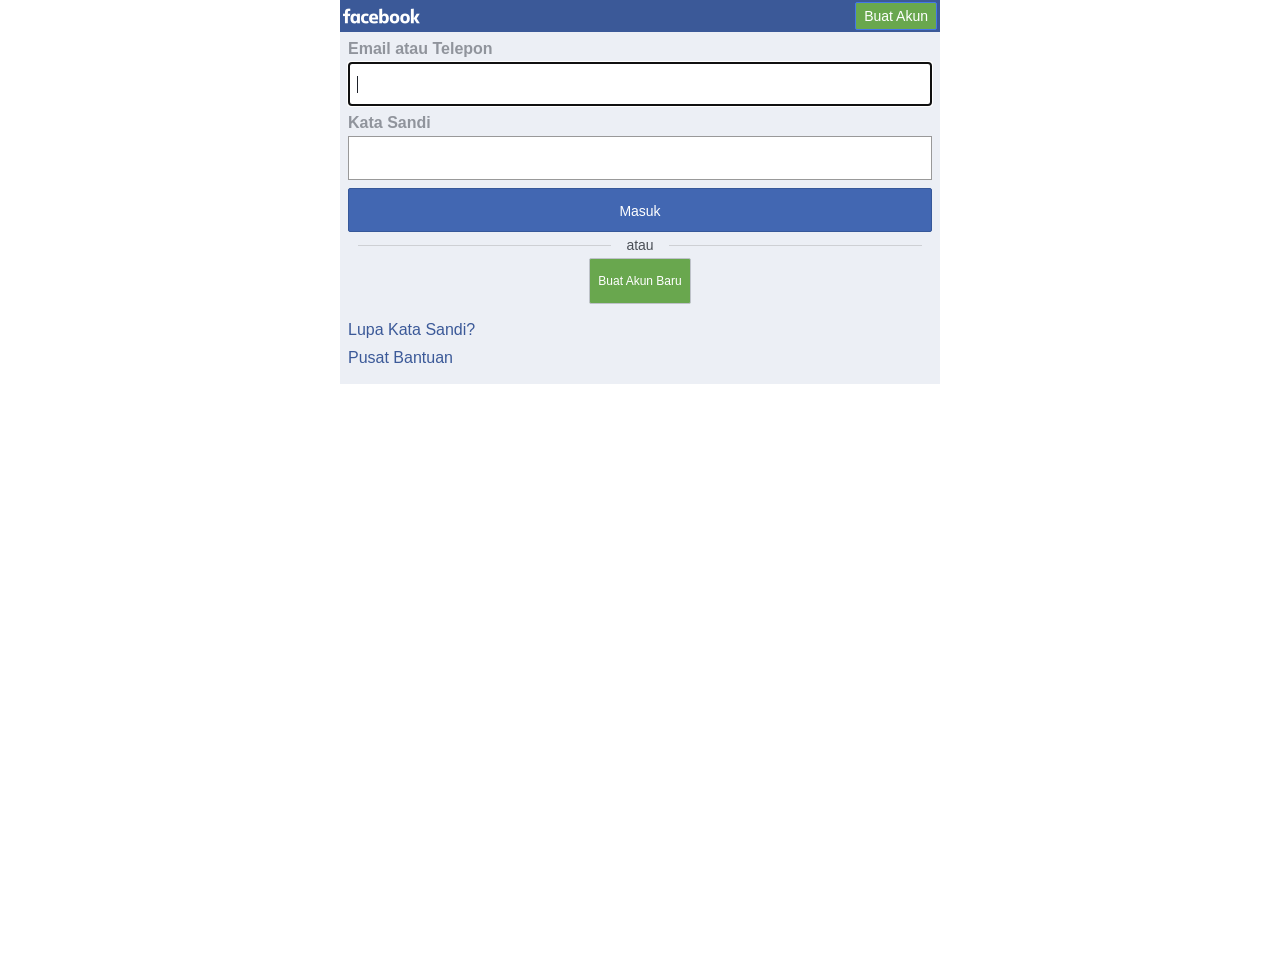 facebook
Buat Akun
Email atau Telepon
Kata Sandi
Masuk
atau
Buat Akun Baru
Lupa Kata Sandi?
Pusat Bantuan